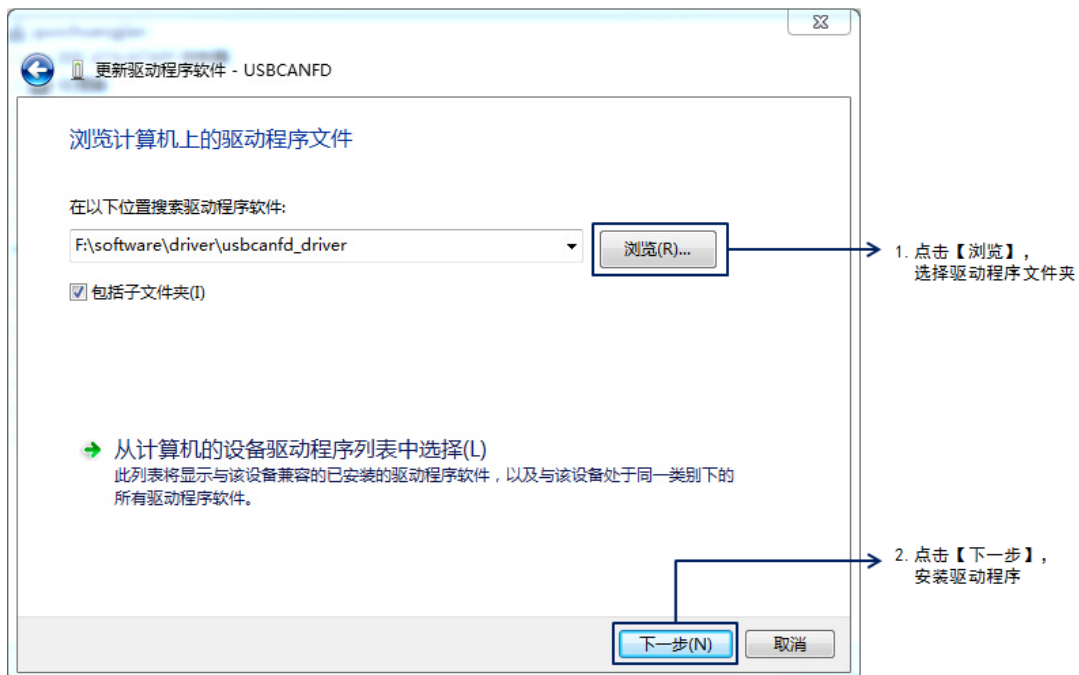 更新驱动程序软件 - USBCANFD
浏览计算机上的驱动程序文件
在以下位置搜索驱动程序软件:
F:\software\driver\usbcanfd_driver
浏览(R)...
1. 点击【浏览】,
选择驱动程序文件夹
包括子文件夹(I)
从计算机的设备驱动程序列表中选择(L)
此列表将显示与该设备兼容的已安装的驱动程序软件，以及与该设备处于同一类别下的
所有驱动程序软件。
2. 点击【下一步】,
安装驱动程序
下一步(N)
取消